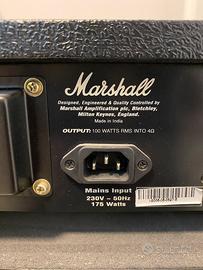 Marshall
Designed, Engineered & Quality Controlled by
Marshall Amplification plc, Bletchley,
Milton Keynes, England.
Made in India
OUTPUT: 100 WATTS RMS INTO 4Ω
Mains Input
230V ~ 50Hz
175 Watts
subito